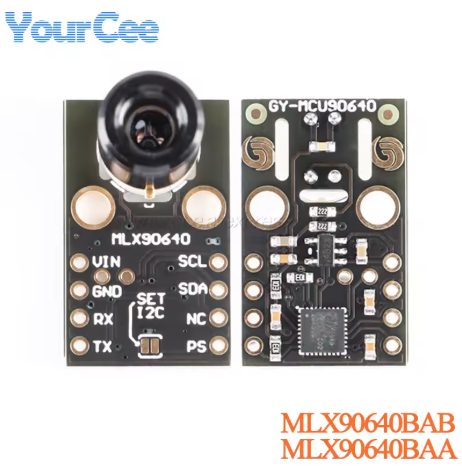 YourCee
GY-MCU90640
MLX90640
VIN
SCL
GND
SDA
SET
I2C
RX
NC
TX
PS
MLX90640BAB
MLX90640BAA